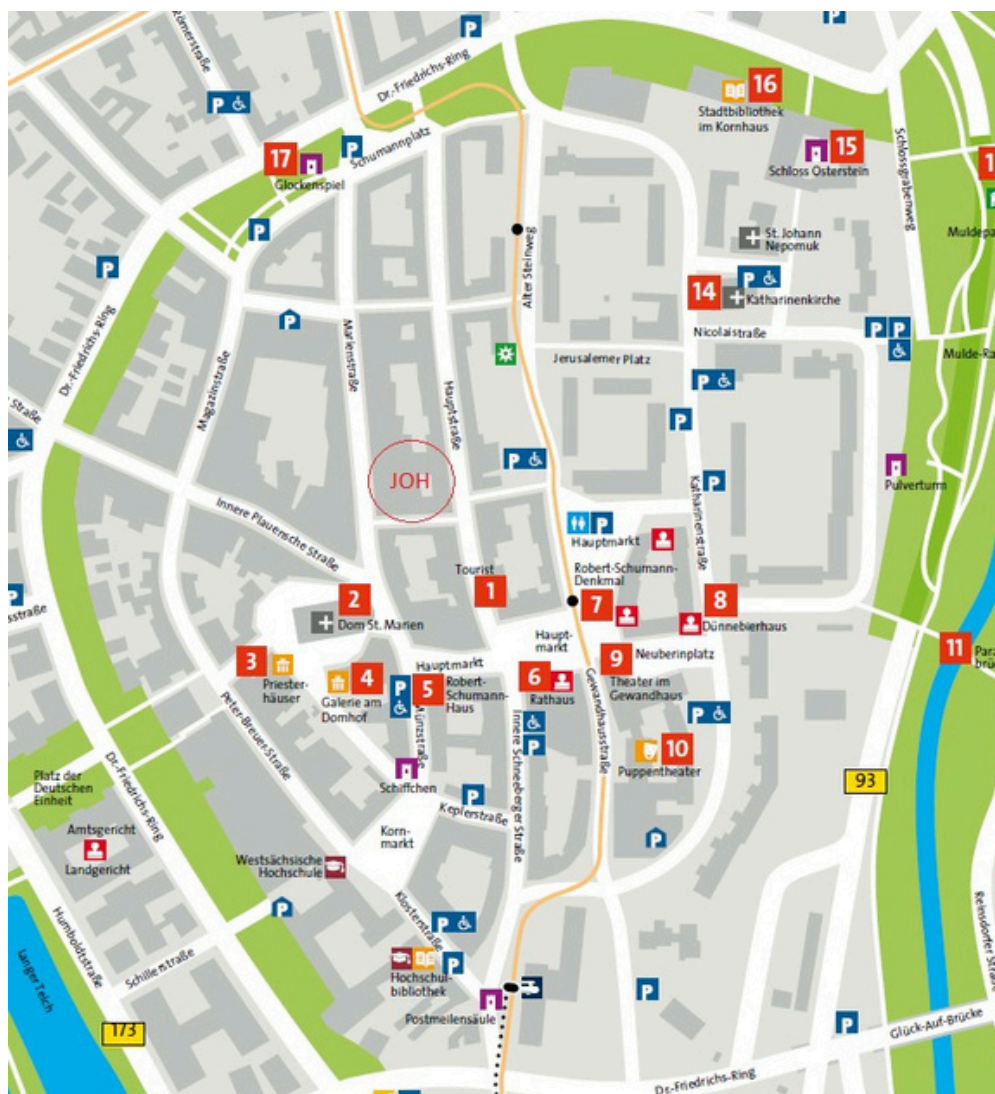 Römerstraße
Dr.-Friedrichs-Ring
P
P
P
P
16
Stadtbibliothek
im Kornhaus
15
Schloss Osterstein
Schlossgrabenweg
17
Glockenspiel
P
Schumannplatz
P
P
Alter Steinweg
St. Johann
Nepomuk
Muldepa
14
P
Katharinenkirche
Nicolaistraße
P P
Mulde-Ra
P
Dr.-Friedrichs-Ring
Magazinstraße
Marienstraße
Hauptstraße
Jerusalemer Platz
P
P
Straße
JOH
P
P
Katharinenstraße
Pulverturm
Innere Plauensche Straße
P
Hauptmarkt
Tourist
1
Robert-Schumann-
Denkmal
7
8
Dünnebierhaus
P
2
Dom St. Marien
Haupt-
markt
11
Para
brü
3
Priester-
häuser
4
Galerie am
Domhof
P
Hauptmarkt
5
Robert-
Schumann-
Haus
Münzstraße
6
Rathaus
9
Neuberinplatz
Theater im
Gewandhaus
P
P
Gewandhausstraße
10
Puppentheater
Peter-Breuer-Straße
Schiffchen
P
Keplerstraße
Innere Schneeberger Straße
93
Platz der
Deutschen
Einheit
Dr.-Friedrichs-Ring
Amtsgericht
Landgericht
Korn-
markt
P
Westsächsische
Hochschule
P
Klosterstraße
P
P
Humboldtstraße
Schillerstraße
Hochschul-
bibliothek
Postmeilensäule
P
P
Langer Teich
173
Reinsdorfer Straße
Glück-Auf-Brücke
Dr.-Friedrichs-Ring
P